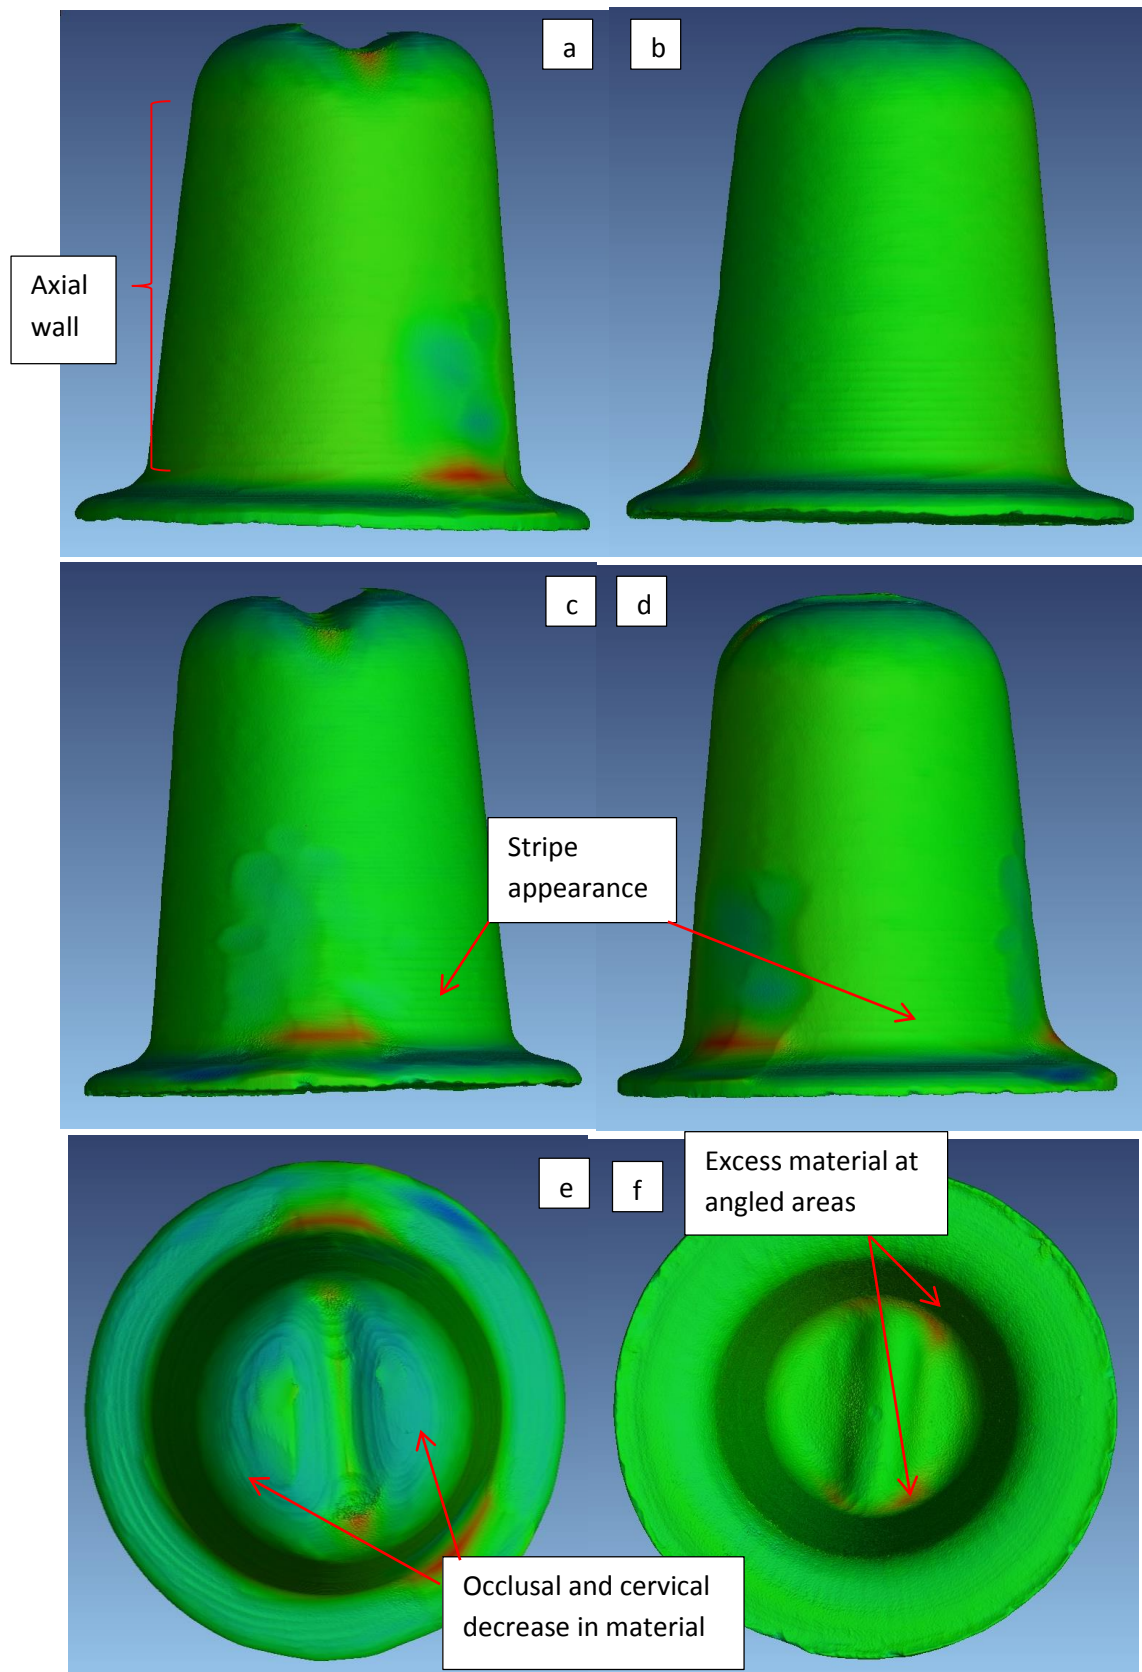 a
b
Axial
wall
c
d
Stripe
appearance
e
f
Excess material at
angled areas
Occlusal and cervical
decrease in material